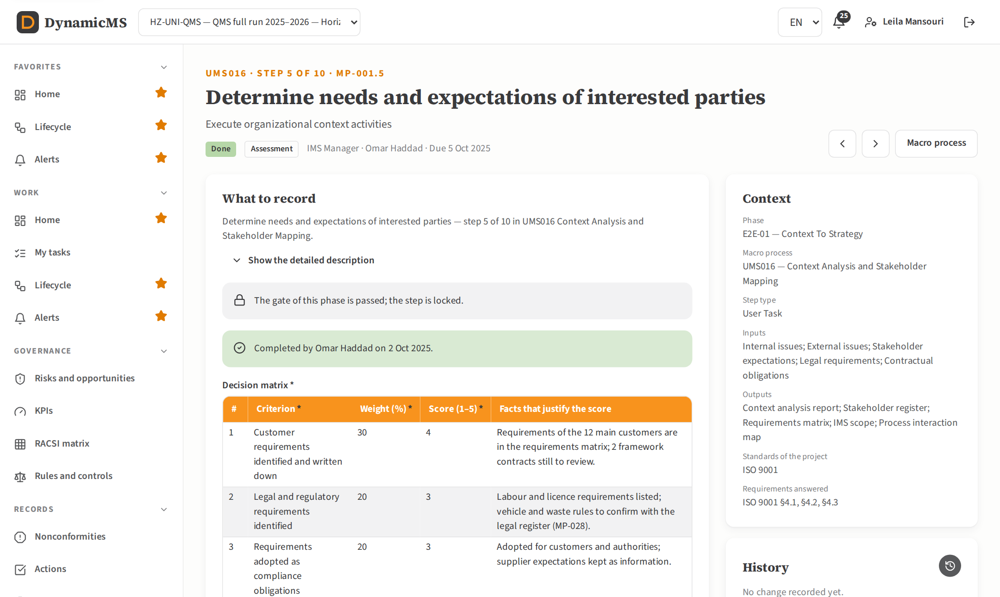 DynamicMS
HZ-UNI-QMS — QMS full run 2025–2026 — Horiz
EN
25
Leila Mansouri
FAVORITES
Home
Lifecycle
Alerts
WORK
Home
My tasks
Lifecycle
Alerts
GOVERNANCE
Risks and opportunities
KPIs
RACSI matrix
Rules and controls
RECORDS
Nonconformities
Actions
UMS016 · STEP 5 OF 10 · MP-001.5
Determine needs and expectations of interested parties
Execute organizational context activities
Done
Assessment
IMS Manager · Omar Haddad · Due 5 Oct 2025
Macro process
What to record
Determine needs and expectations of interested parties — step 5 of 10 in UMS016 Context Analysis and
Stakeholder Mapping.
Show the detailed description
The gate of this phase is passed; the step is locked.
Completed by Omar Haddad on 2 Oct 2025.
Decision matrix *
# Criterion * Weight (%) * Score (1–5) * Facts that justify the score
1 Customer 30 4 Requirements of the 12 main customers are
requirements in the requirements matrix; 2 framework
identified and written contracts still to review.
down
2 Legal and regulatory 20 3 Labour and licence requirements listed;
requirements vehicle and waste rules to confirm with the
identified legal register (MP-028).
3 Requirements 20 3 Adopted for customers and authorities;
adopted as supplier expectations kept as information.
compliance
obligations
Context
Phase
E2E-01 — Context To Strategy
Macro process
UMS016 — Context Analysis and Stakeholder
Mapping
Step type
User Task
Inputs
Internal issues; External issues; Stakeholder
expectations; Legal requirements; Contractual
obligations
Outputs
Context analysis report; Stakeholder register;
Requirements matrix; IMS scope; Process interaction
map
Standards of the project
ISO 9001
Requirements answered
ISO 9001 §4.1, §4.2, §4.3
History
No change recorded yet.